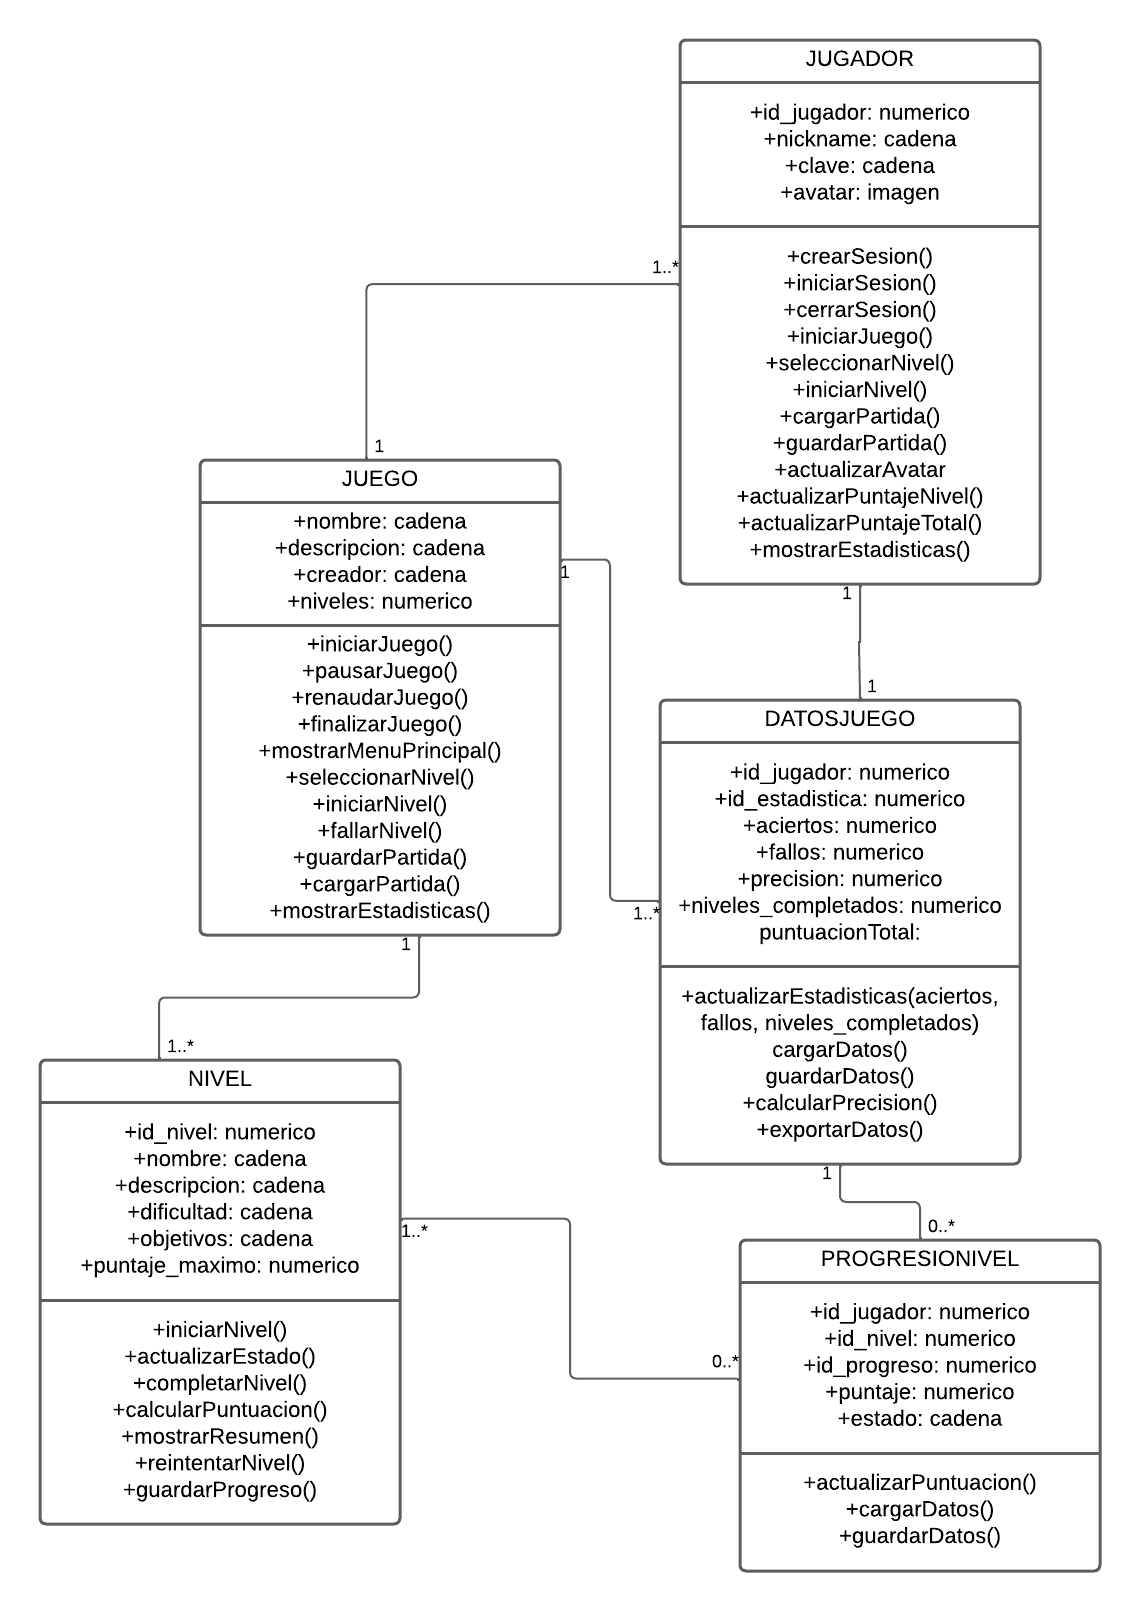 JUGADOR
+id_jugador: numerico
+nickname: cadena
+clave: cadena
+avatar: imagen
+crearSesion()
+iniciarSesion()
+cerrarSesion()
+iniciarJuego()
+seleccionarNivel()
+iniciarNivel()
+cargarPartida()
+guardarPartida()
+actualizarAvatar
+actualizarPuntajeNivel()
+actualizarPuntajeTotal()
+mostrarEstadisticas()
1..*
1
JUEGO
+nombre: cadena
+descripcion: cadena
+creador: cadena
+niveles: numerico
+iniciarJuego()
+pausarJuego()
+renaudarJuego()
+finalizarJuego()
+mostrarMenuPrincipal()
+seleccionarNivel()
+iniciarNivel()
+fallarNivel()
+guardarPartida()
+cargarPartida()
+mostrarEstadisticas()
1
1..*
1
1
DATOSJUEGO
+id_jugador: numerico
+id_estadistica: numerico
+aciertos: numerico
+fallos: numerico
+precision: numerico
+niveles_completados: numerico
puntuacionTotal:
+actualizarEstadisticas(aciertos,
fallos, niveles_completados)
cargarDatos()
guardarDatos()
+calcularPrecision()
+exportarDatos()
1
1..*
NIVEL
+id_nivel: numerico
+nombre: cadena
+descripcion: cadena
+dificultad: cadena
+objetivos: cadena
+puntaje_maximo: numerico
+iniciarNivel()
+actualizarEstado()
+completarNivel()
+calcularPuntuacion()
+mostrarResumen()
+reintentarNivel()
+guardarProgreso()
1..*
0..*
1
0..*
PROGRESIONIVEL
+id_jugador: numerico
+id_nivel: numerico
+id_progreso: numerico
+puntaje: numerico
+estado: cadena
+actualizarPuntuacion()
+cargarDatos()
+guardarDatos()